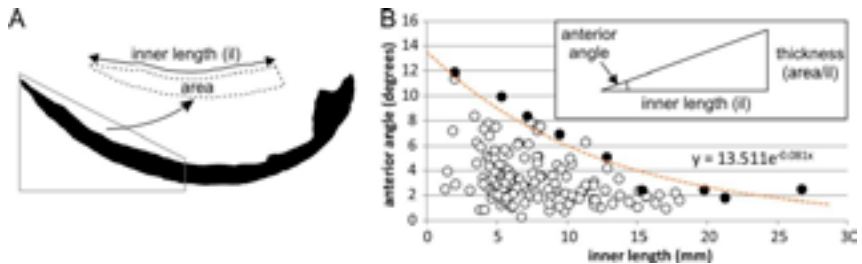 A
inner length (il)
area
B
anterior angle (degrees)
16
14
12
10
8
6
4
2
0
anterior
angle
thickness
(area/il)
inner length (il)
y = 13.511e-0.081x
0
5
10
15
20
25
30
inner length (mm)